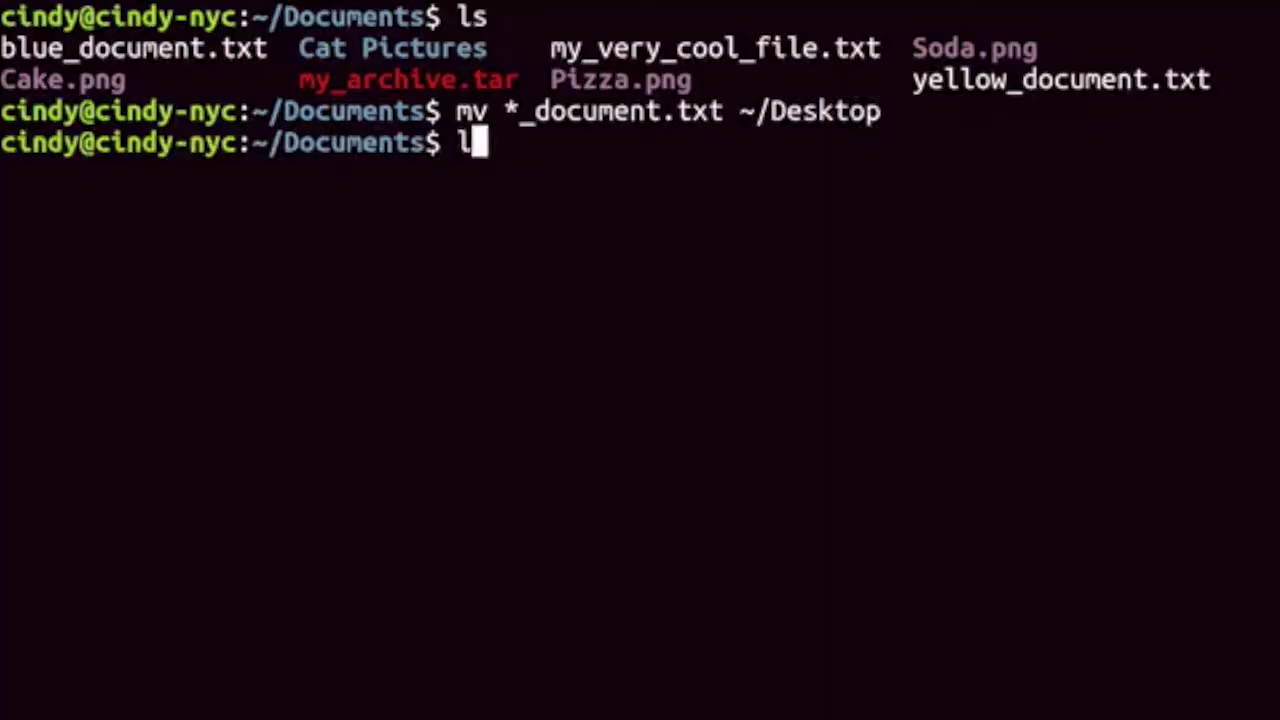 cindy@cindy-nyc:~/Documents$ ls
blue_document.txt  Cat Pictures    my_very_cool_file.txt  Soda.png
Cake.png           my_archive.tar  Pizza.png              yellow_document.txt
cindy@cindy-nyc:~/Documents$ mv *_document.txt ~/Desktop
cindy@cindy-nyc:~/Documents$ l